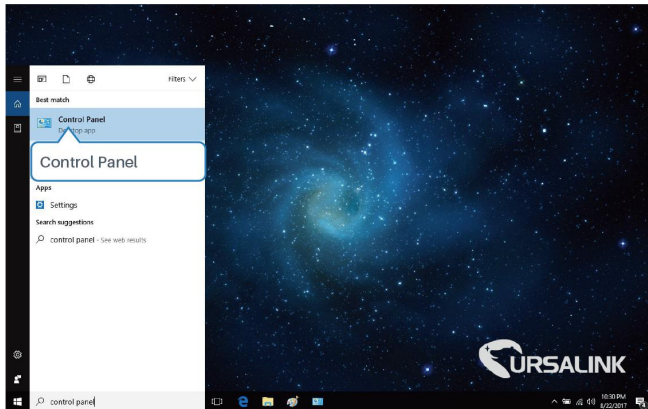 Filters
Best match
Control Panel
Desktop app
Control Panel
Apps
Settings
Search suggestions
control panel - See web results
URSALINK
control panel
10:30 PM
8/22/2017